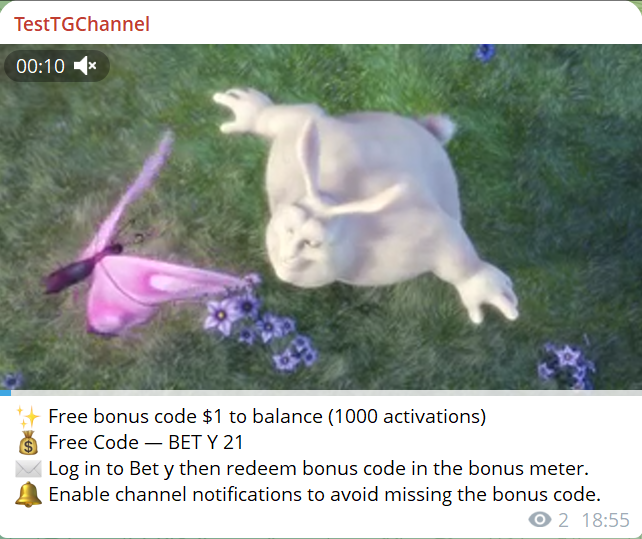 TestTGChannel
00:10
✨ Free bonus code $1 to balance (1000 activations)
💰 Free Code — BET Y 21
✉️ Log in to Bet y then redeem bonus code in the bonus meter.
🔔 Enable channel notifications to avoid missing the bonus code.
2 18:55